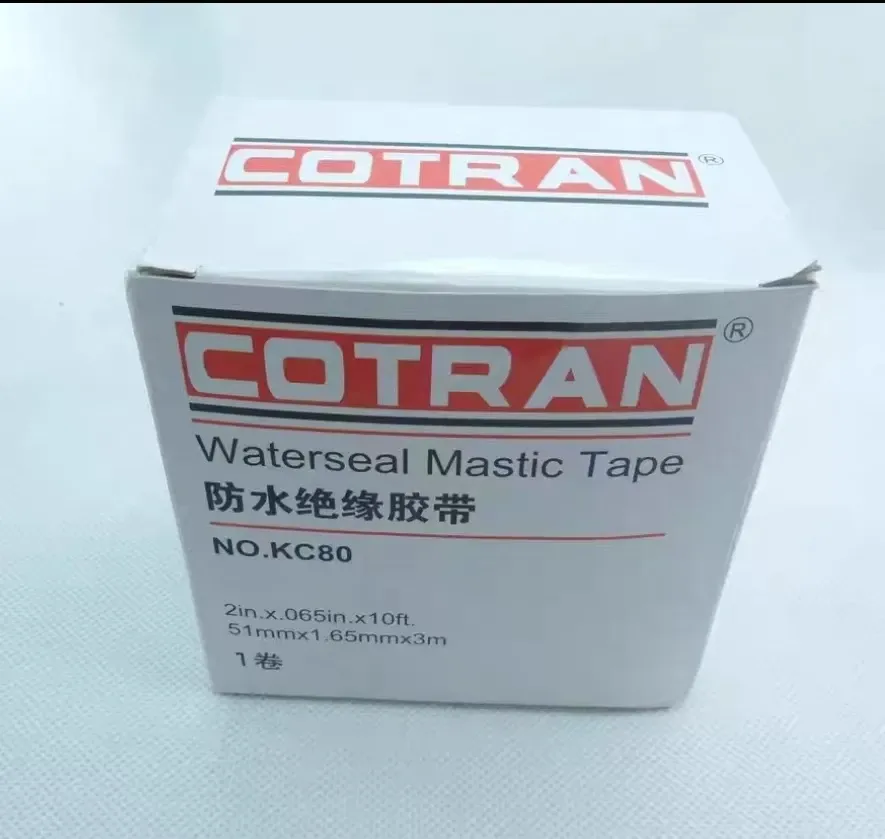 COTRAN®
COTRAN®
Waterseal Mastic Tape
防水绝缘胶带
NO.KC80
2in.x.065in.x10ft.
51mmx1.65mmx3m
1卷